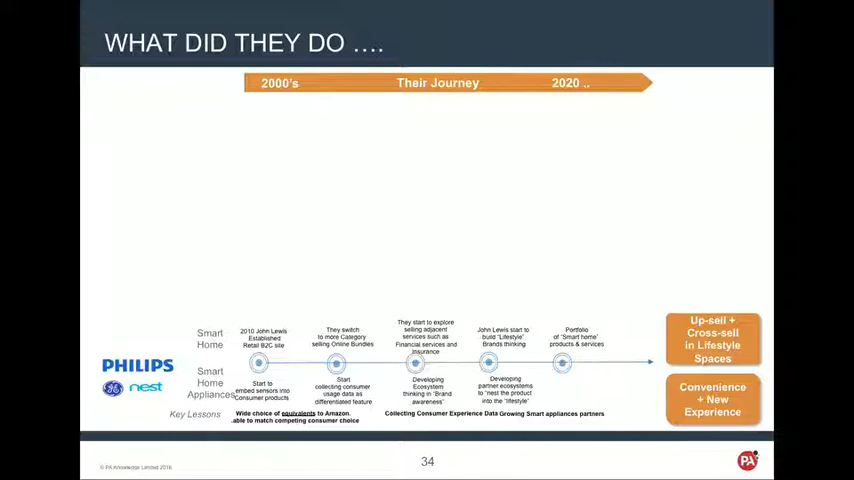 WHAT DID THEY DO ....
2000's
Their Journey
2020 ..
Smart
Home
2010 John Lewis
Established
Retail B2C site
They switch
to more Category
selling Online Bundles
They start to explore
selling adjacent
services such as
Financial services and
Insurance
John Lewis start to
build "Lifestyle"
Brands thinking
Portfolio
of "Smart home"
products & services
Up-sell +
Cross-sell
in Lifestyle
Spaces
PHILIPS
GE nest
Smart
Home
Appliances
Start to
embed sensors into
Consumer products
Start
collecting consumer
usage data as
differentiated feature
Developing
Ecosystem
thinking in "Brand
awareness"
Developing
partner ecosystems
to "nest the product
into the "lifestyle"
Convenience
+ New
Experience
Key Lessons
Wide choice of equivalents to Amazon.
.able to match competing consumer choice
Collecting Consumer Experience Data Growing Smart appliances partners
© PA Knowledge Limited 2016
34
PA